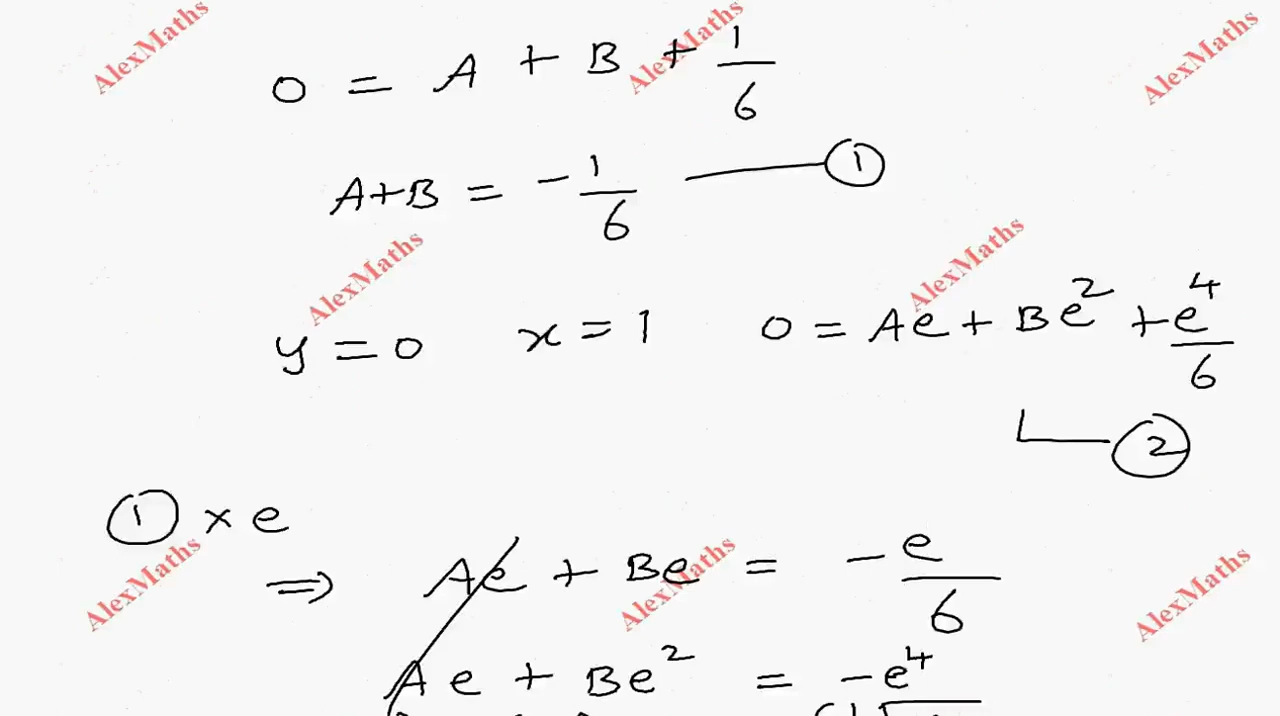 AlexMaths AlexMaths AlexMaths
0 = A + B + 1/6
A+B = -1/6 —— ①
AlexMaths AlexMaths
y = 0 x = 1 0 = Ae + Be² + e⁴/6
②
① × e
AlexMaths AlexMaths AlexMaths
⇒ Ae + Be = -e/6
Ae + Be² = -e⁴